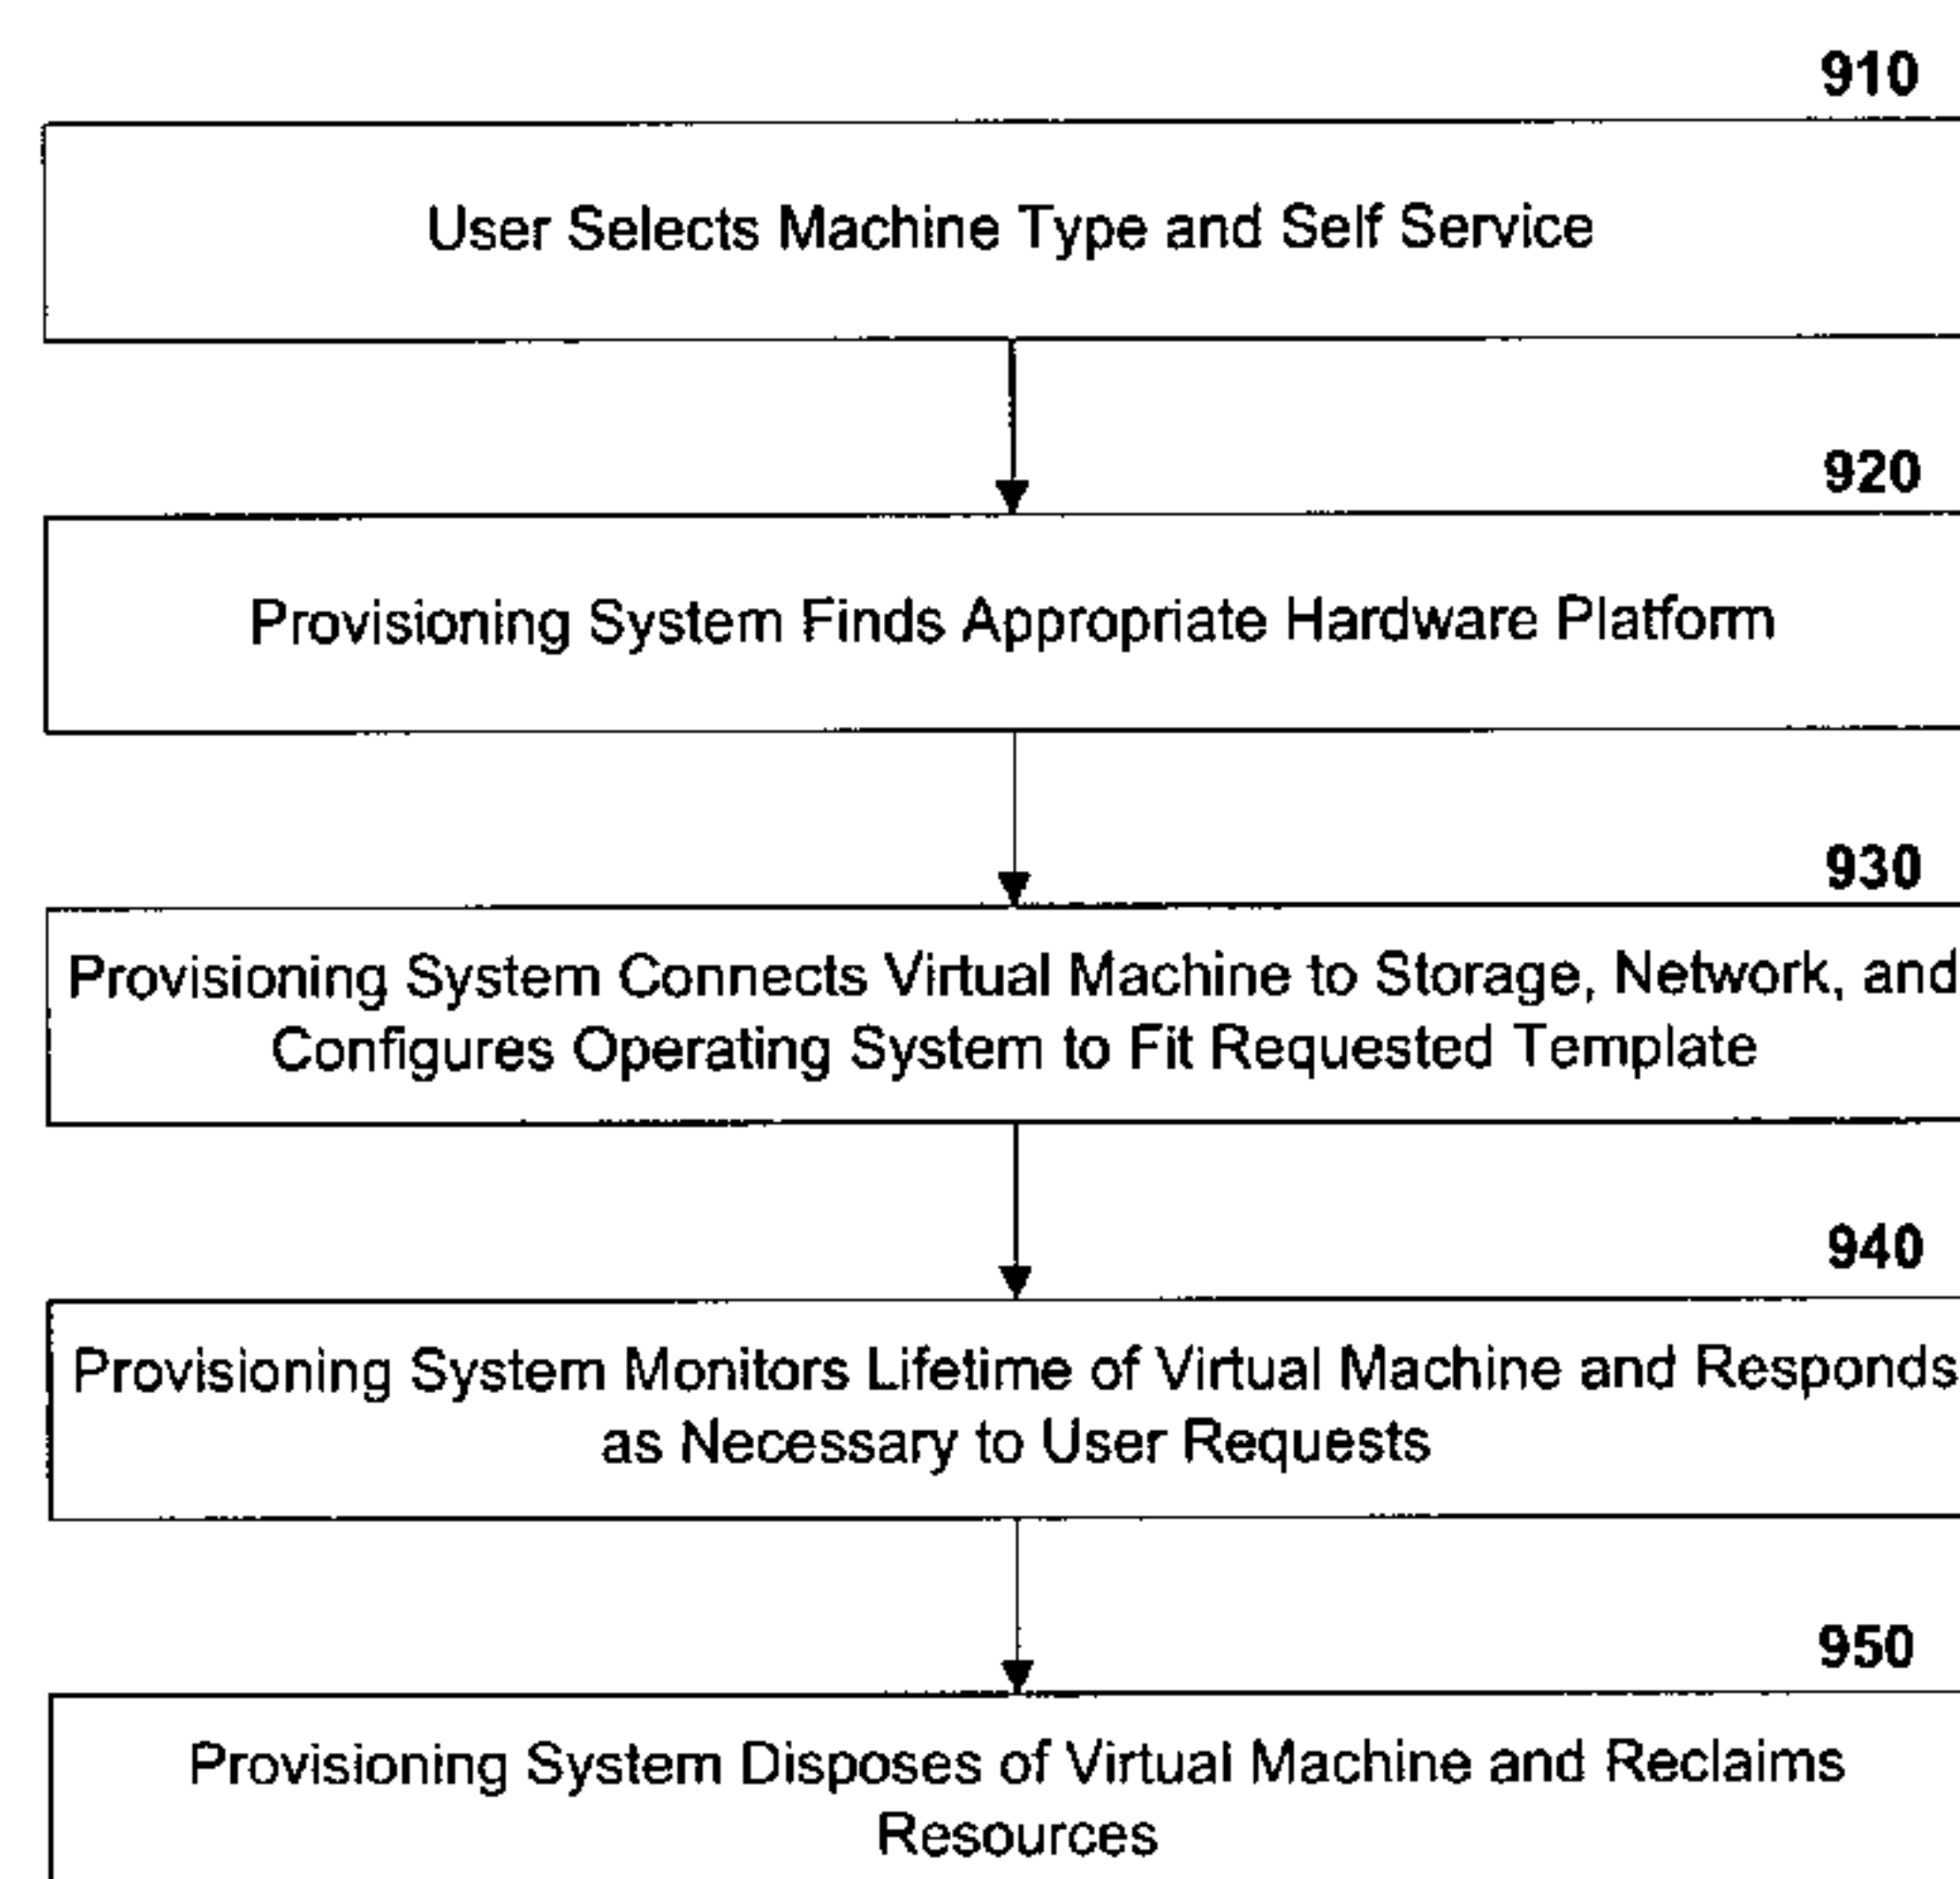 910
User Selects Machine Type and Self Service
920
Provisioning System Finds Appropriate Hardware Platform
930
Provisioning System Connects Virtual Machine to Storage, Network, and
Configures Operating System to Fit Requested Template
940
Provisioning System Monitors Lifetime of Virtual Machine and Responds
as Necessary to User Requests
950
Provisioning System Disposes of Virtual Machine and Reclaims
Resources